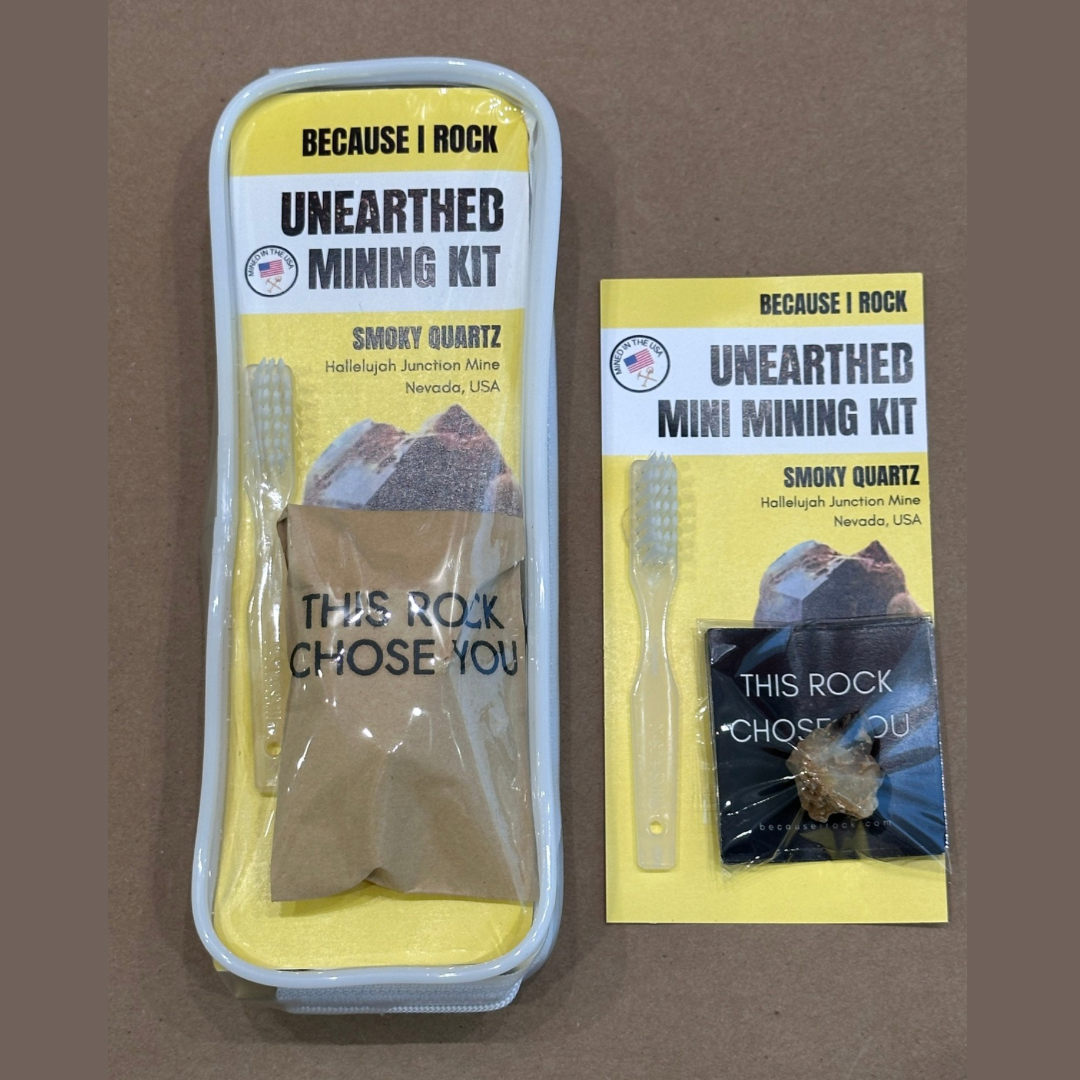 BECAUSE I ROCK
UNEARTHED
MINING KIT
MINED IN THE USA
SMOKY QUARTZ
Hallelujah Junction Mine
Nevada, USA
THIS ROCK
CHOSE YOU
BECAUSE I ROCK
MINED IN THE USA
UNEARTHED
MINI MINING KIT
SMOKY QUARTZ
Hallelujah Junction Mine
Nevada, USA
THIS ROCK
CHOSE YOU
becauseirock.com